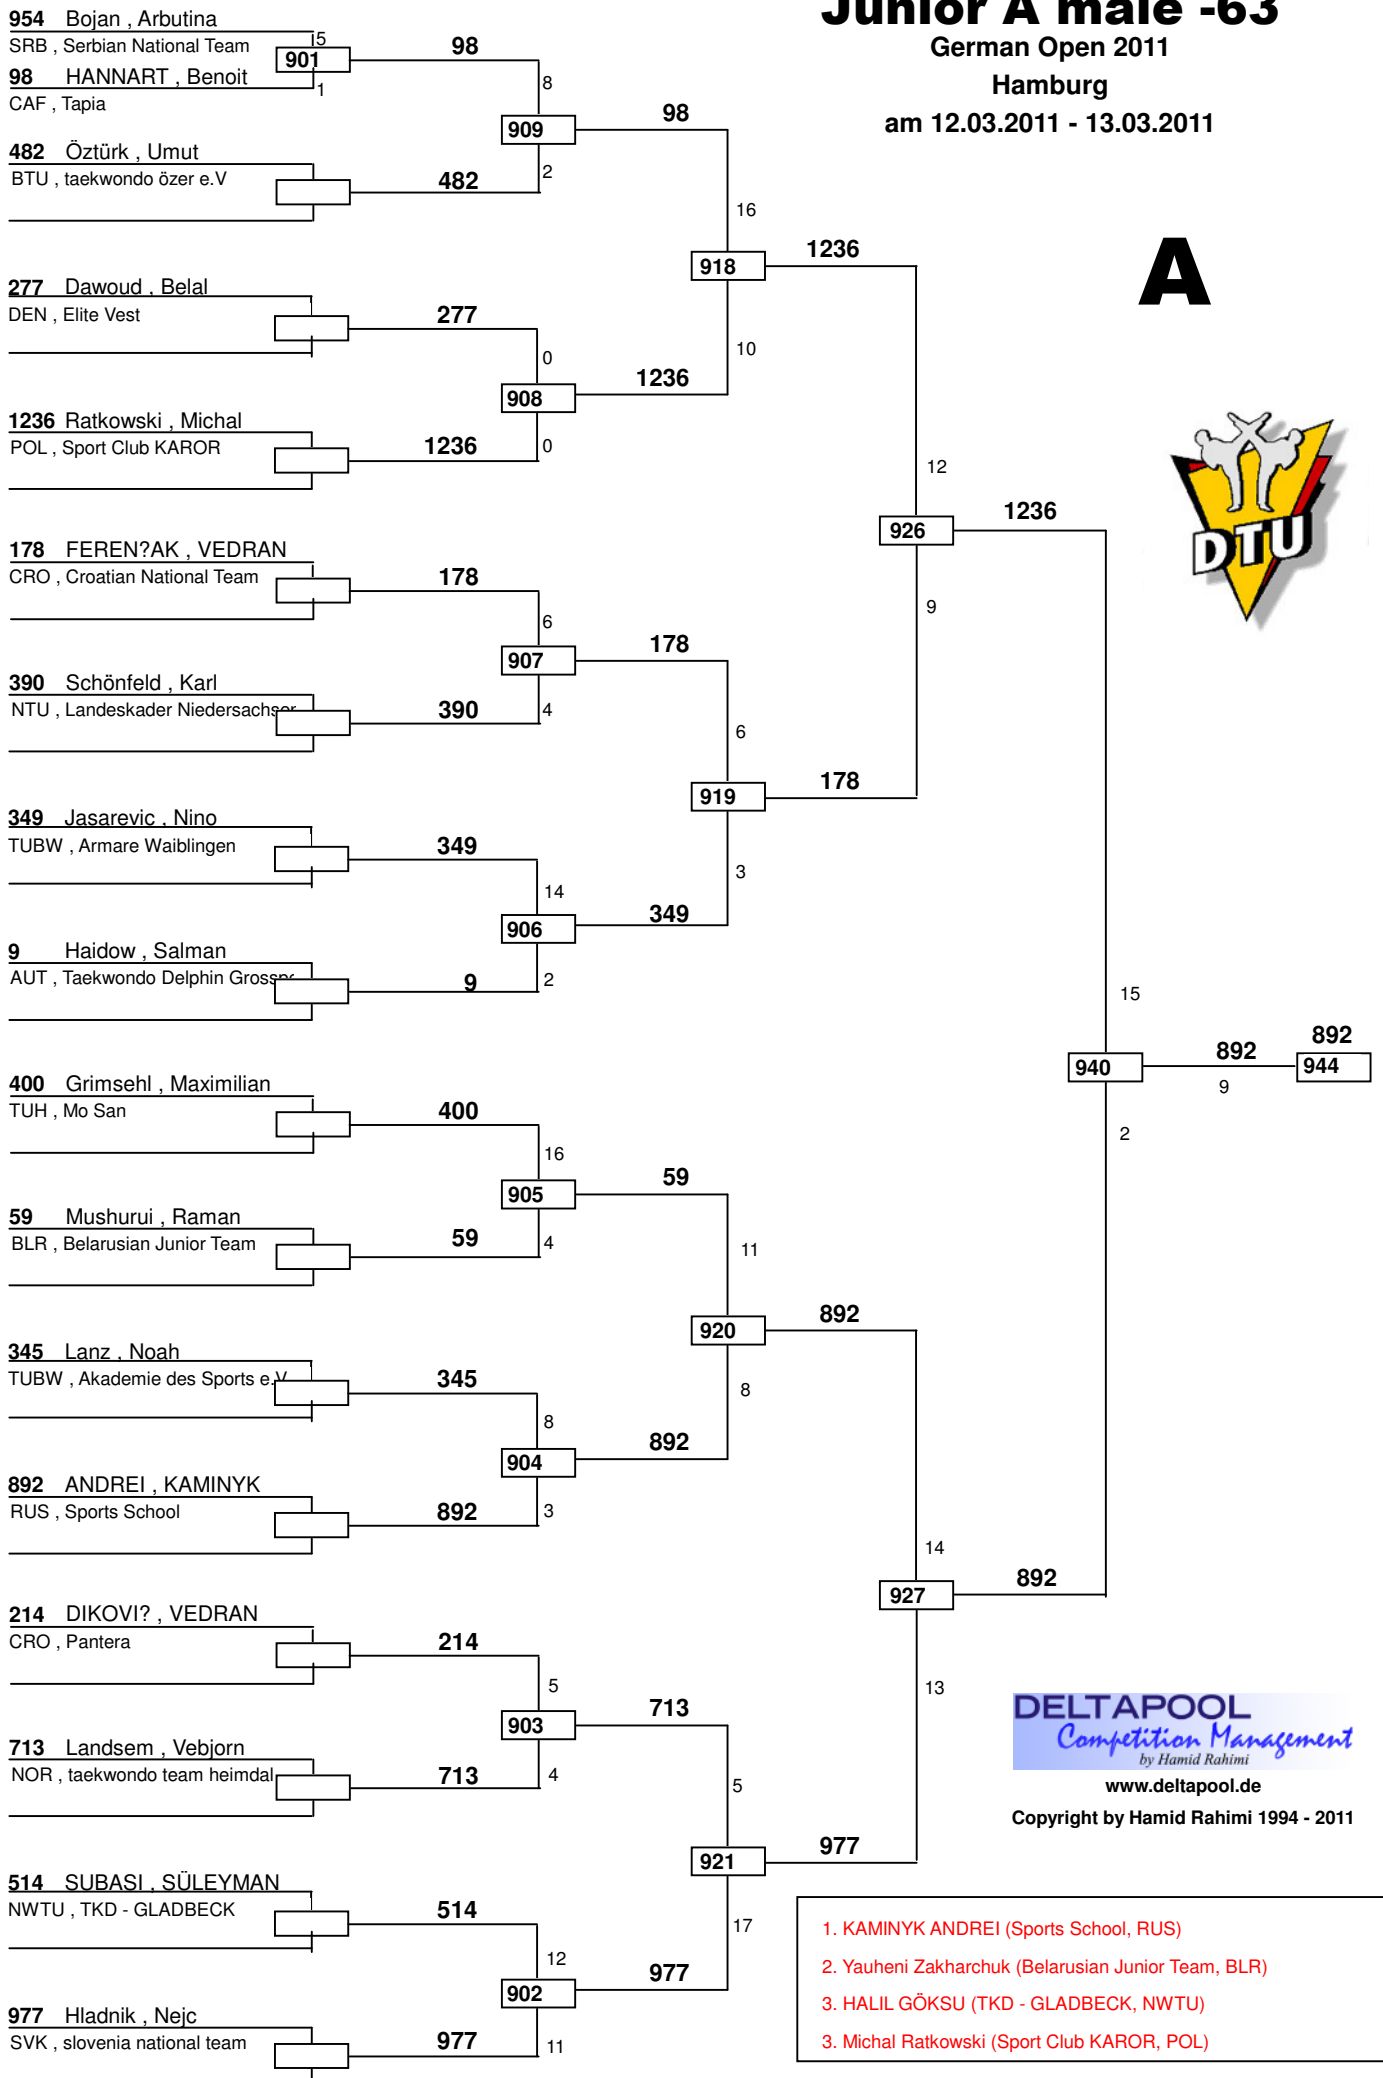 Junior A male -63
German Open 2011
Hamburg
am 12.03.2011 - 13.03.2011
A
954 Bojan , Arbutina
SRB , Serbian National Team
5
901
98
98 HANNART , Benoit
1
CAF , Tapia
8
909
98
482 Öztürk , Umut
BTU , taekwondo özer e.V
482
2
16
918
1236
277 Dawoud , Belal
DEN , Elite Vest
277
0
908
1236
10
1236 Ratkowski , Michal
POL , Sport Club KAROR
1236
0
12
926
1236
178 FEREN?AK , VEDRAN
CRO , Croatian National Team
178
6
907
178
9
390 Schönfeld , Karl
NTU , Landeskader Niedersachser
390
4
6
919
178
349 Jasarevic , Nino
TUBW , Armare Waiblingen
349
14
906
349
3
9 Haidow , Salman
AUT , Taekwondo Delphin
9
2
15
940
892
9
892
944
2
400 Grimsehl , Maximilian
TUH , Mo San
400
16
905
59
59 Mushurui , Raman
BLR , Belarusian Junior Team
59
4
11
920
892
345 Lanz , Noah
TUBW , Akademie des Sports e.V
345
8
8
904
892
892 ANDREI , KAMINYK
RUS , Sports School
892
3
14
927
892
214 DIKOVI? , VEDRAN
CRO , Pantera
214
5
903
713
13
713 Landsem , Vebjorn
NOR , taekwondo team heimdal
713
4
5
921
977
514 SUBASI , SÜLEYMAN
NWTU , TKD - GLADBECK
514
12
902
977
17
977 Hladnik , Nejc
SVK , slovenia national team
977
11
DTU
DELTAPOOL
Competition Management
by Hamid Rahimi
www.deltapool.de
Copyright by Hamid Rahimi 1994 - 2011
1. KAMINYK ANDREI (Sports School, RUS)
2. Yauheni Zakharchuk (Belarusian Junior Team, BLR)
3. HALIL GÖKSU (TKD - GLADBECK, NWTU)
3. Michal Ratkowski (Sport Club KAROR, POL)